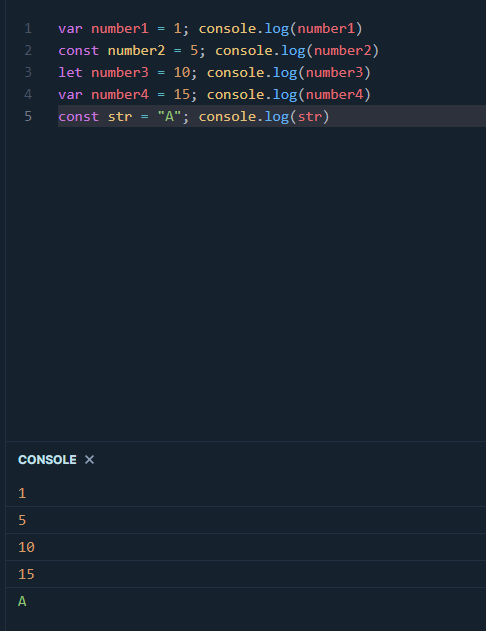 1 var number1 = 1; console.log(number1)
2 const number2 = 5; console.log(number2)
3 let number3 = 10; console.log(number3)
4 var number4 = 15; console.log(number4)
5 const str = "A"; console.log(str)
CONSOLE ×
1
5
10
15
A